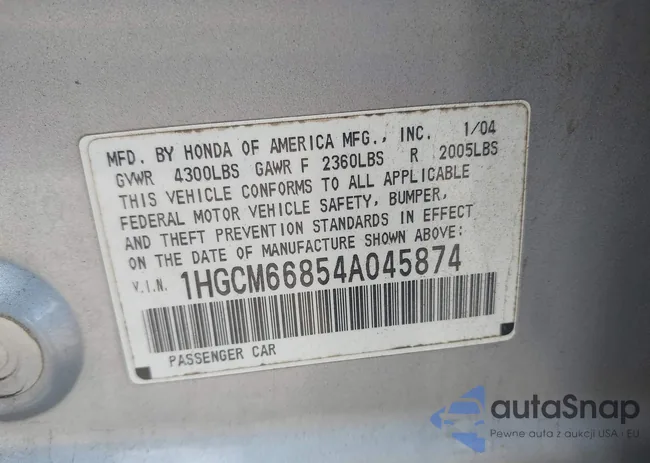 MFD. BY HONDA OF AMERICA MFG., INC. 1/04
GVWR 4300LBS GAWR F 2360LBS R 2005LBS
THIS VEHICLE CONFORMS TO ALL APPLICABLE
FEDERAL MOTOR VEHICLE SAFETY, BUMPER,
AND THEFT PREVENTION STANDARDS IN EFFECT
ON THE DATE OF MANUFACTURE SHOWN ABOVE:
V.I.N. 1HGCM66854A045874
PASSENGER CAR
autaSnap
Pewne auta z aukcji USA · EU